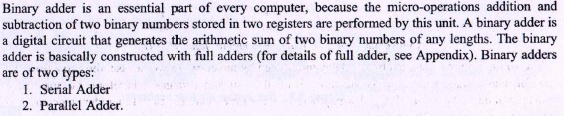 Binary adder is an essential part of every computer, because the micro-operations addition and
subtraction of two binary numbers stored in two registers are performed by this unit. A binary adder is
a digital circuit that generates the arithmetic sum of two binary numbers of any lengths. The binary
adder is basically constructed with full adders (for details of full adder, see Appendix). Binary adders
are of two types:
1. Serial Adder
2. Parallel Adder.